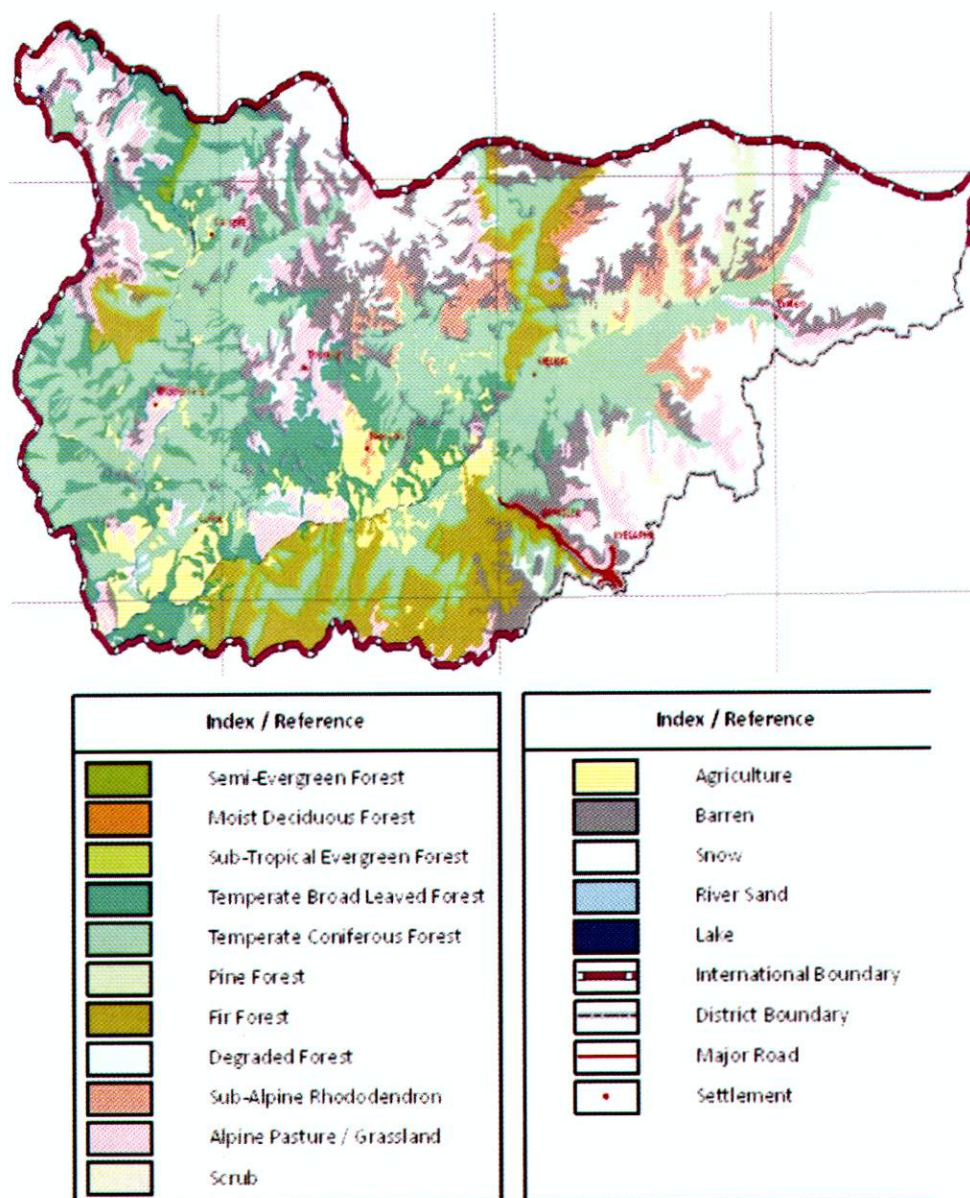 Index / Reference
Semi-Evergreen Forest
Moist Deciduous Forest
Sub-Tropical Evergreen Forest
Temperate Broad Leaved Forest
Temperate Coniferous Forest
Pine Forest
Fir Forest
Degraded Forest
Sub-Alpine Rhododendron
Alpine Pasture / Grassland
Scrub
Index / Reference
Agriculture
Barren
Snow
River Sand
Lake
International Boundary
District Boundary
Major Road
Settlement